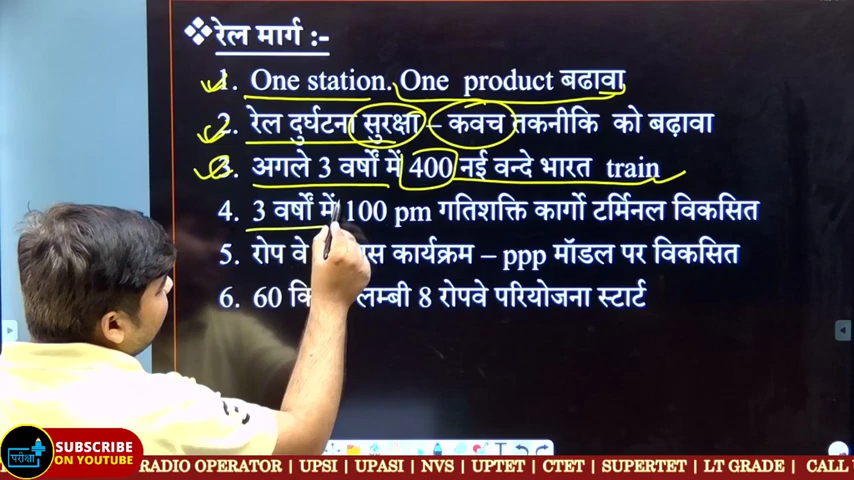 ❖रेल मार्ग :-
1. One station. One product बढावा
2. रेल दुर्घटना सुरक्षा – कवच तकनीकि को बढ़ावा
3. अगले 3 वर्षों में 400 नई वन्दे भारत train
4. 3 वर्षों में 100 pm गतिशक्ति कार्गो टर्मिनल विकसित
5. रोप वे कार्यक्रम – ppp मॉडल पर विकसित
6. 60 लम्बी 8 रोपवे परियोजना स्टार्ट
परीक्षा
SUBSCRIBE
ON YOUTUBE
RADIO OPERATOR | UPSI | UPASI | NVS | UPTET | CTET | SUPERTET | LT GRADE | CALL